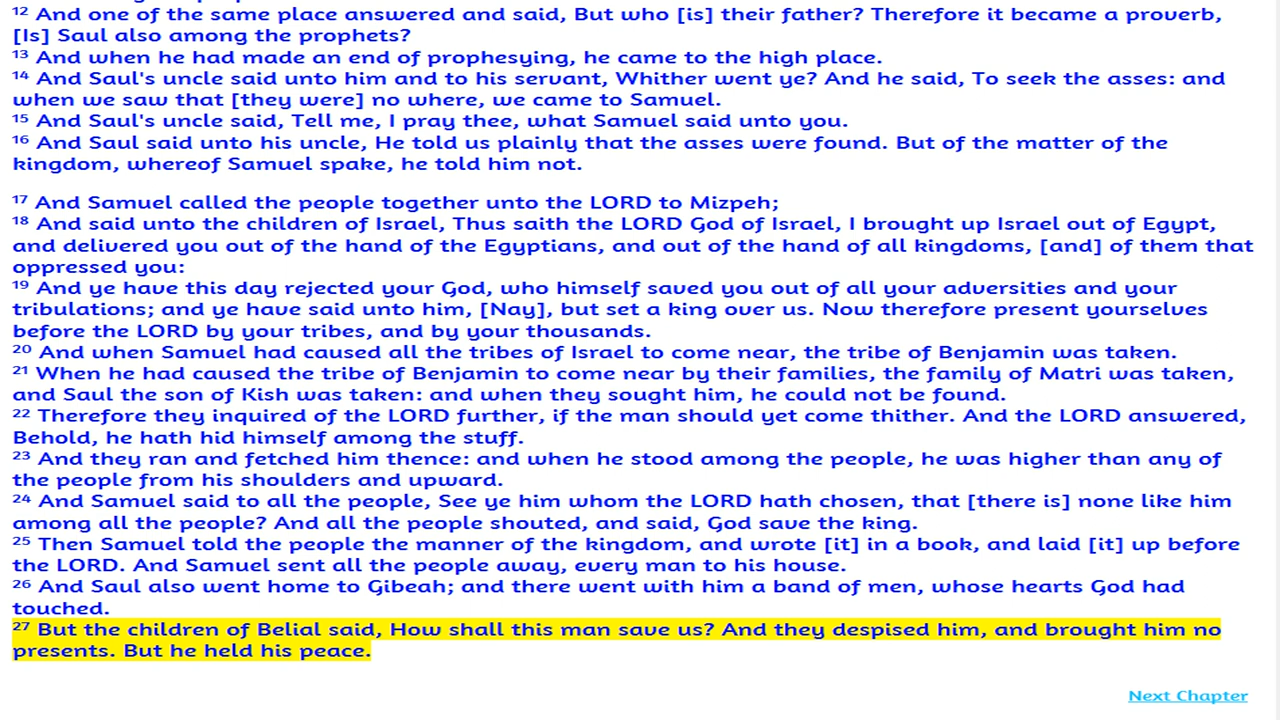 12 And one of the same place answered and said, But who [is] their father? Therefore it became a proverb,
[Is] Saul also among the prophets?
13 And when he had made an end of prophesying, he came to the high place.
14 And Saul's uncle said unto him and to his servant, Whither went ye? And he said, To seek the asses: and
when we saw that [they were] no where, we came to Samuel.
15 And Saul's uncle said, Tell me, I pray thee, what Samuel said unto you.
16 And Saul said unto his uncle, He told us plainly that the asses were found. But of the matter of the
kingdom, whereof Samuel spake, he told him not.
17 And Samuel called the people together unto the LORD to Mizpeh;
18 And said unto the children of Israel, Thus saith the LORD God of Israel, I brought up Israel out of Egypt,
and delivered you out of the hand of the Egyptians, and out of the hand of all kingdoms, [and] of them that
oppressed you:
19 And ye have this day rejected your God, who himself saved you out of all your adversities and your
tribulations; and ye have said unto him, [Nay], but set a king over us. Now therefore present yourselves
before the LORD by your tribes, and by your thousands.
20 And when Samuel had caused all the tribes of Israel to come near, the tribe of Benjamin was taken.
21 When he had caused the tribe of Benjamin to come near by their families, the family of Matri was taken,
and Saul the son of Kish was taken: and when they sought him, he could not be found.
22 Therefore they inquired of the LORD further, if the man should yet come thither. And the LORD answered,
Behold, he hath hid himself among the stuff.
23 And they ran and fetched him thence: and when he stood among the people, he was higher than any of
the people from his shoulders and upward.
24 And Samuel said to all the people, See ye him whom the LORD hath chosen, that [there is] none like him
among all the people? And all the people shouted, and said, God save the king.
25 Then Samuel told the people the manner of the kingdom, and wrote [it] in a book, and laid [it] up before
the LORD. And Samuel sent all the people away, every man to his house.
26 And Saul also went home to Gibeah; and there went with him a band of men, whose hearts God had
touched.
27 But the children of Belial said, How shall this man save us? And they despised him, and brought him no
presents. But he held his peace.
Next Chapter